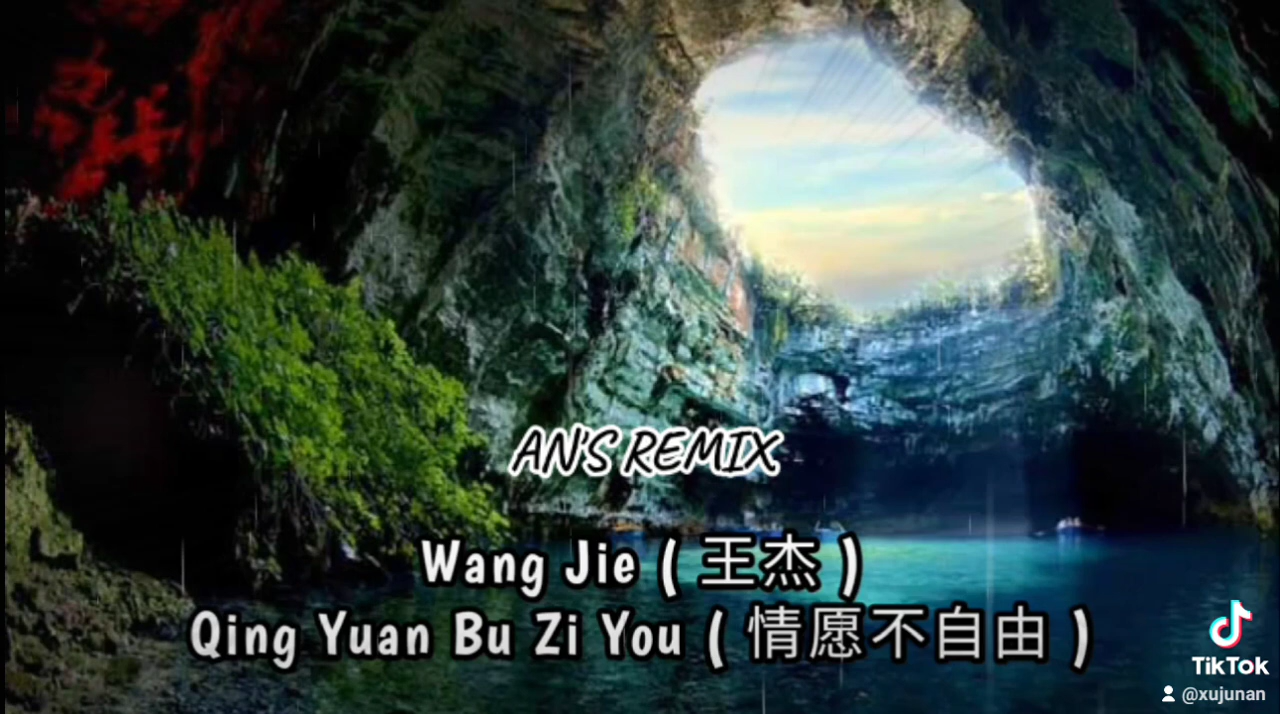 AN'S REMIX
Wang Jie ( 王杰 )
Qing Yuan Bu Zi You ( 情愿不自由 )
TikTok
@xujunan